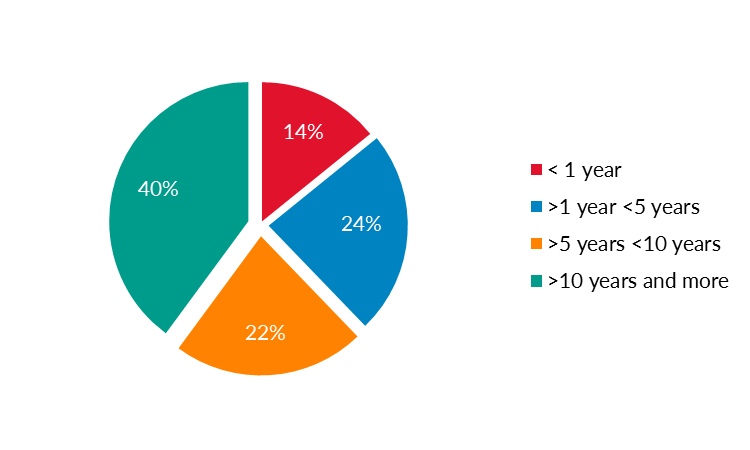 14%
24%
22%
40%
< 1 year
>1 year <5 years
>5 years <10 years
>10 years and more